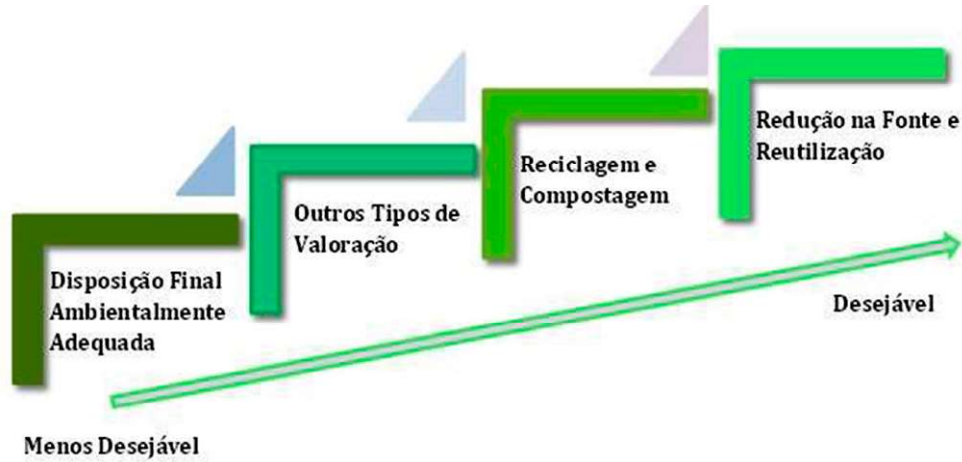 Redução na Fonte e
Reutilização
Reciclagem e
Compostagem
Outros Tipos de
Valoração
Disposição Final
Ambientalmente
Adequada
Desejável
Menos Desejável